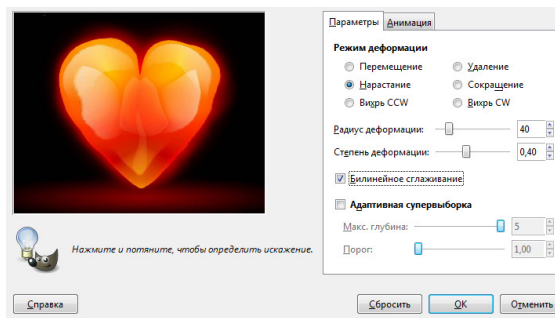 Параметры Анимация
Режим деформации
Перемещение Удаление
Нарастание Сокращение
Вихрь CCW Вихрь CW
Радиус деформации: 40
Степень деформации: 0,40
Билинейное сглаживание
Адаптивная супервыборка
Макс. глубина: 5
Порог: 1,00
Нажмите и потяните, чтобы определить искажение.
Справка Сбросить OK Отменить